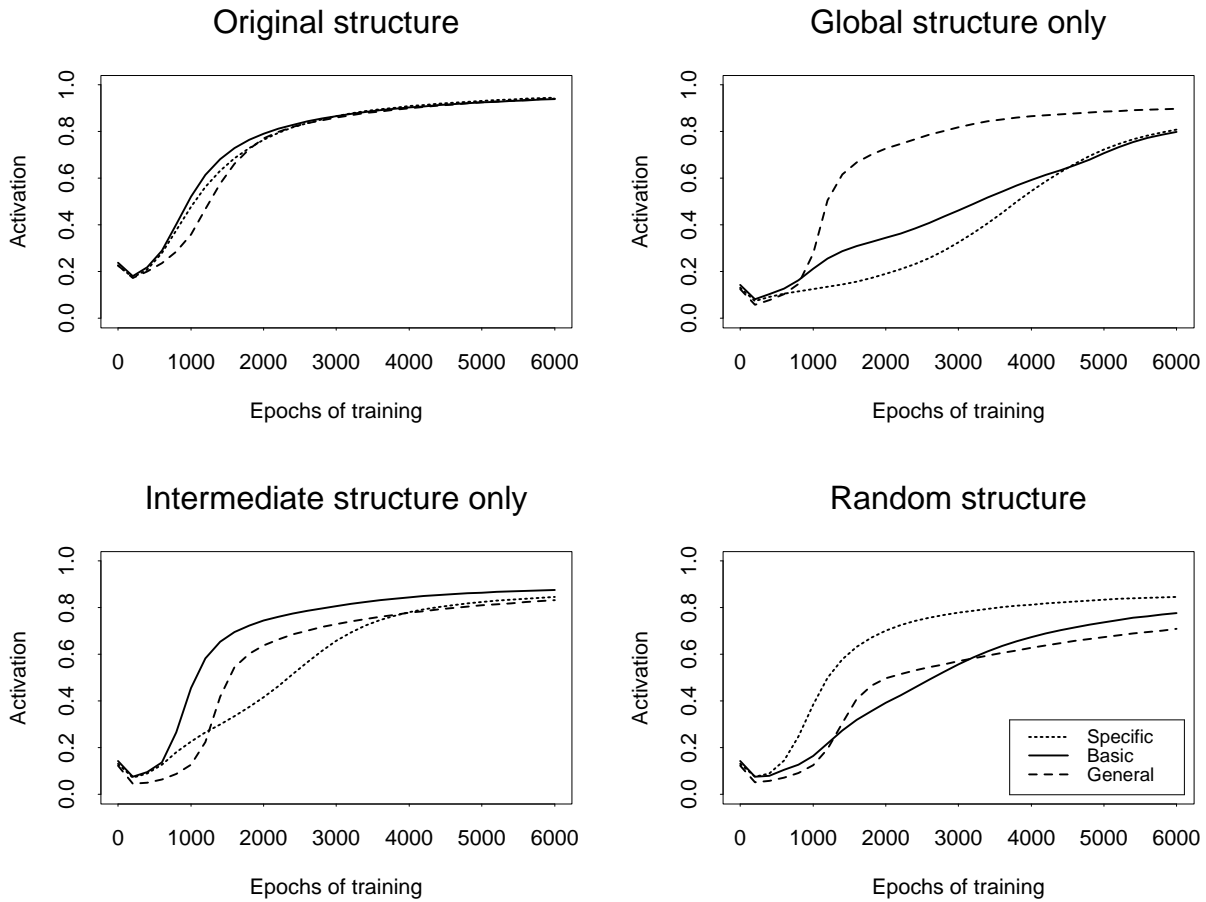 Original structure
Activation
1.0
0.8
0.6
0.4
0.2
0.0
0 1000 2000 3000 4000 5000 6000
Epochs of training
Global structure only
Activation
1.0
0.8
0.6
0.4
0.2
0.0
0 1000 2000 3000 4000 5000 6000
Epochs of training
Intermediate structure only
Activation
1.0
0.8
0.6
0.4
0.2
0.0
0 1000 2000 3000 4000 5000 6000
Epochs of training
Random structure
Activation
1.0
0.8
0.6
0.4
0.2
0.0
Specific
Basic
General
0 1000 2000 3000 4000 5000 6000
Epochs of training